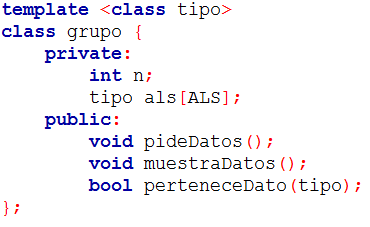 template <class tipo>
class grupo {
    private:
        int n;
        tipo als[ALS];
    public:
        void pideDatos();
        void muestraDatos();
        bool perteneceDato(tipo);
};